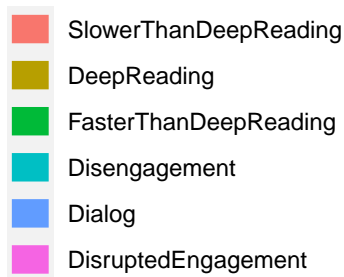 SlowerThanDeepReading
DeepReading
FasterThanDeepReading
Disengagement
Dialog
DisruptedEngagement